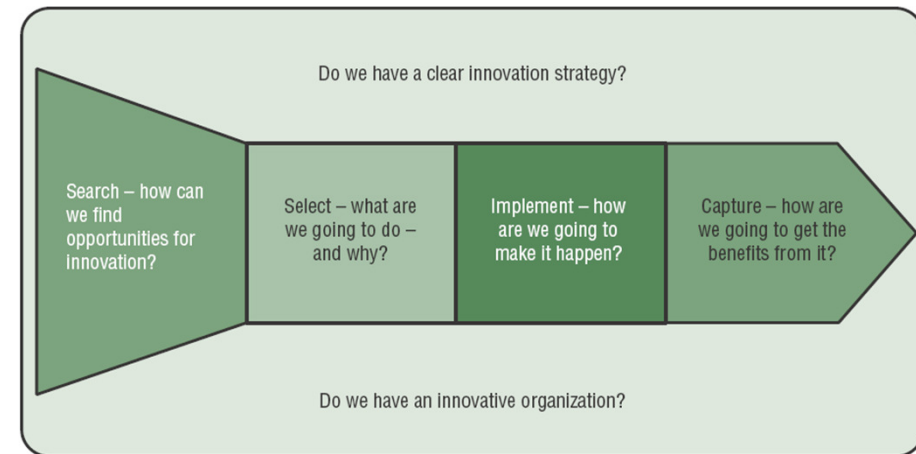 Do we have a clear innovation strategy?
Search – how can
we find
opportunities for
innovation?
Select – what are
we going to do –
and why?
Implement – how
are we going to
make it happen?
Capture – how are
we going to get the
benefits from it?
Do we have an innovative organization?